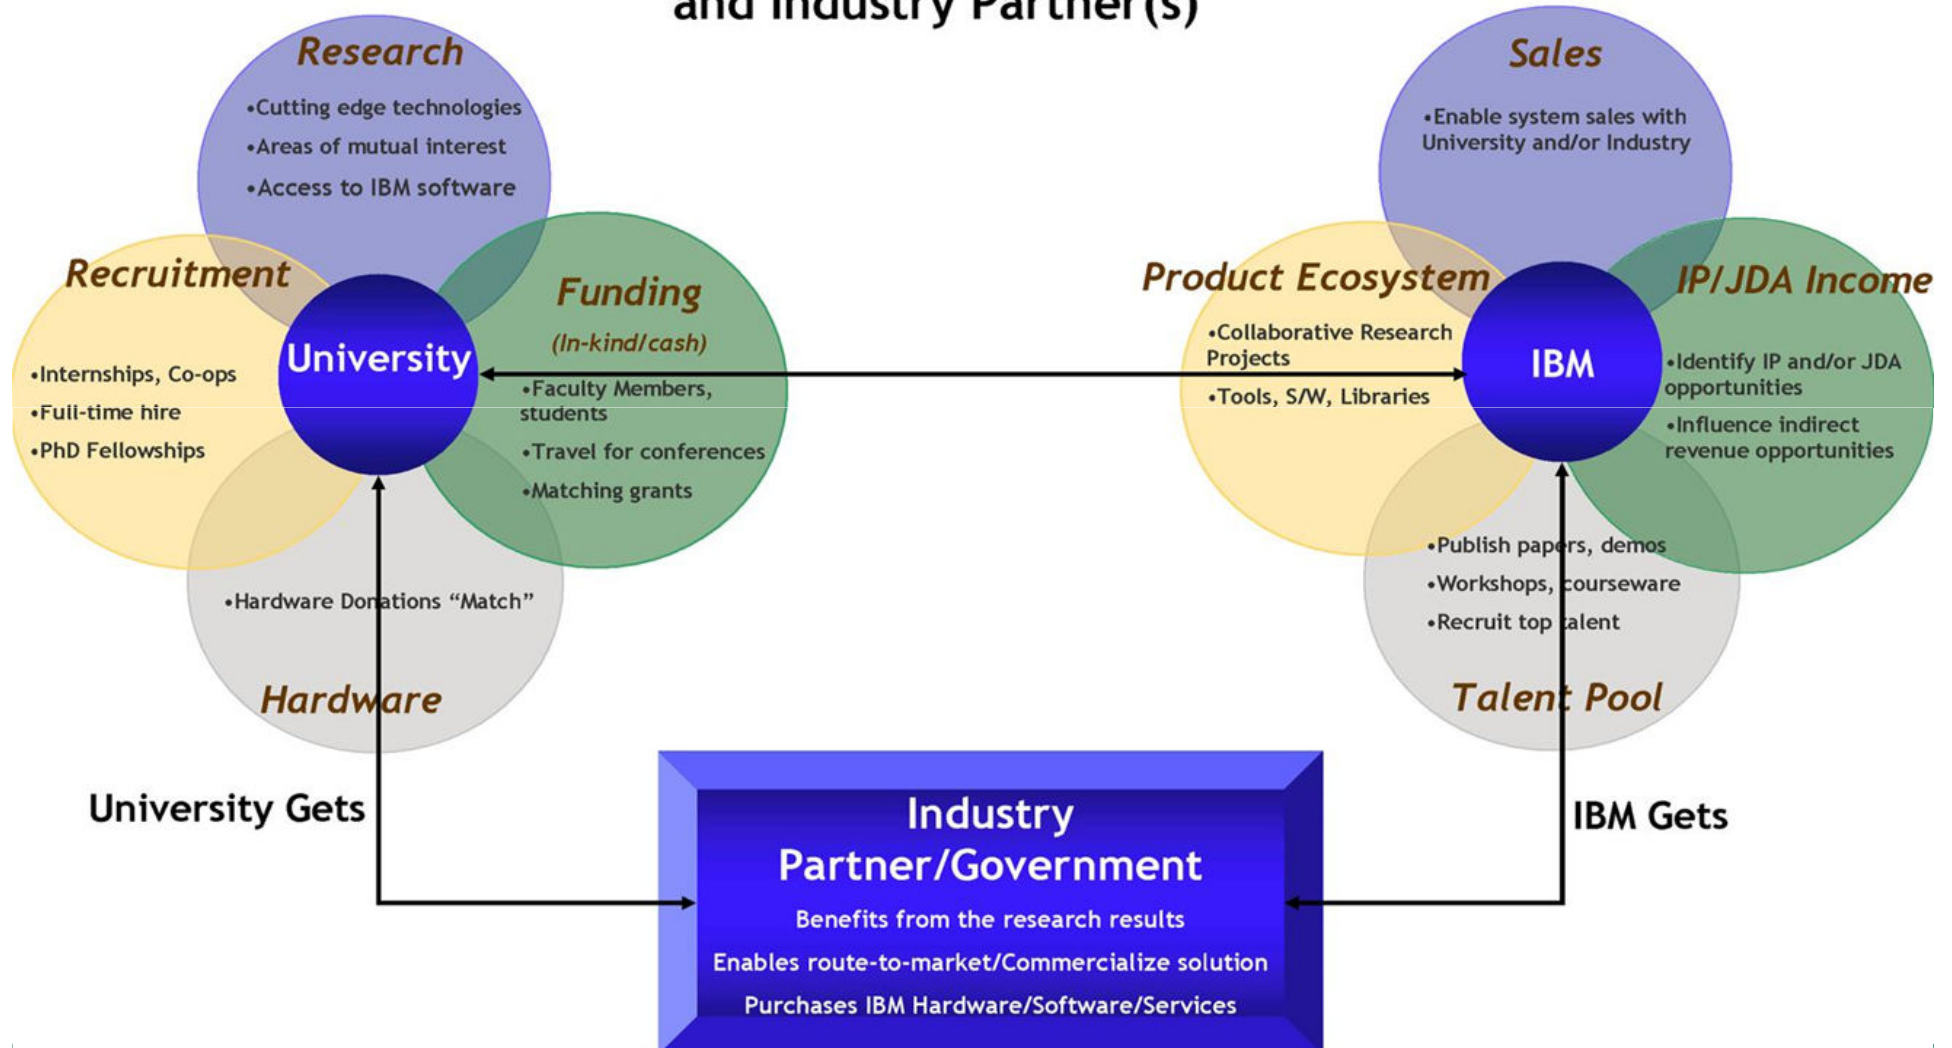 and Industry Partner(s)
Research
•Cutting edge technologies
•Areas of mutual interest
•Access to IBM software
Recruitment
•Internships, Co-ops
•Full-time hire
•PhD Fellowships
University
Funding
(In-kind/cash)
•Faculty Members,
students
•Travel for conferences
•Matching grants
•Hardware Donations “Match”
Hardware
University Gets
Sales
•Enable system sales with
University and/or Industry
Product Ecosystem
•Collaborative Research
Projects
•Tools, S/W, Libraries
IBM
IP/JDA Income
•Identify IP and/or JDA
opportunities
•Influence indirect
revenue opportunities
•Publish papers, demos
•Workshops, courseware
•Recruit top talent
Talent Pool
IBM Gets
Industry
Partner/Government
Benefits from the research results
Enables route-to-market/Commercialize solution
Purchases IBM Hardware/Software/Services